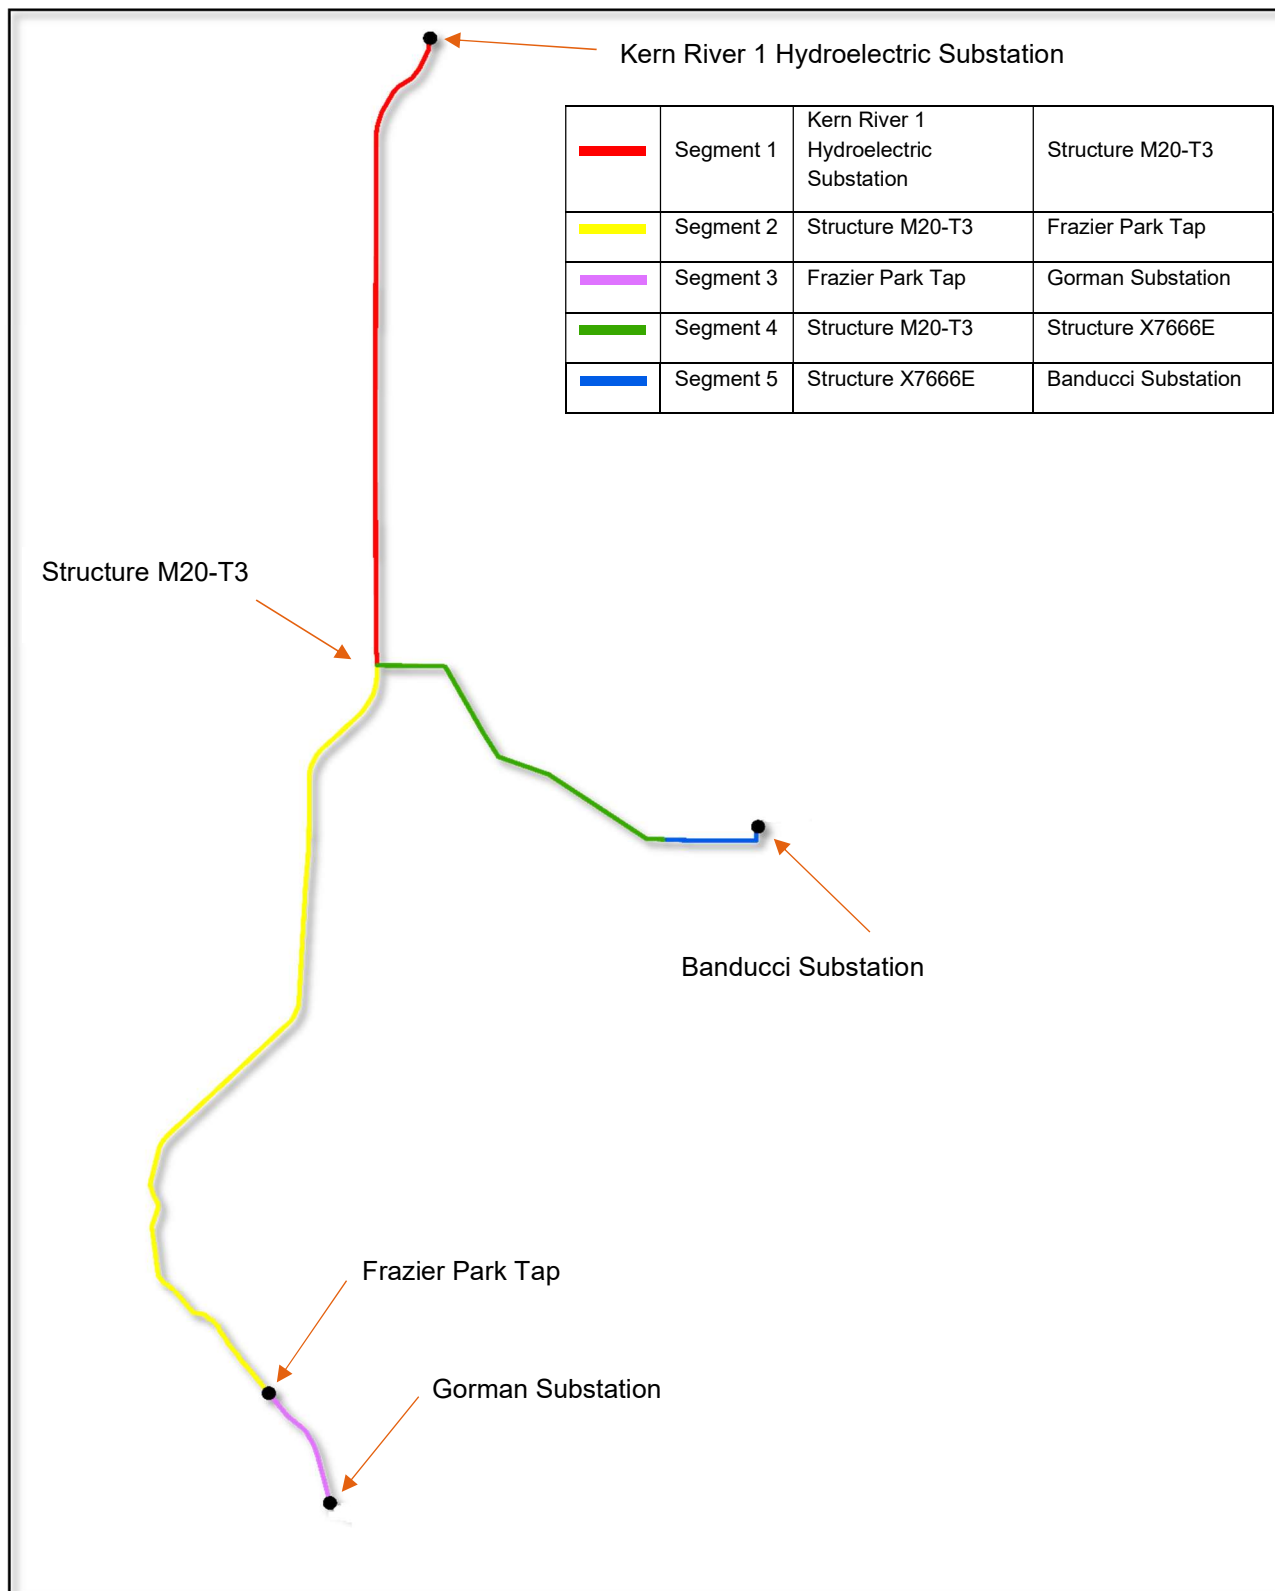 Kern River 1 Hydroelectric Substation
Kern River 1
Hydroelectric
Substation
Segment 1
Structure M20-T3
Segment 2
Structure M20-T3
Frazier Park Tap
Segment 3
Frazier Park Tap
Gorman Substation
Segment 4
Structure M20-T3
Structure X7666E
Segment 5
Structure X7666E
Banducci Substation
Structure M20-T3
Banducci Substation
Frazier Park Tap
Gorman Substation